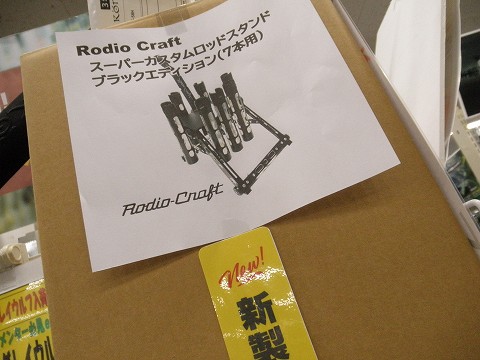 Rodio Craft
スーパーカスタムロッドスタンド
ブラックエディション(7本用)
Rodio-Craft
New!
新製